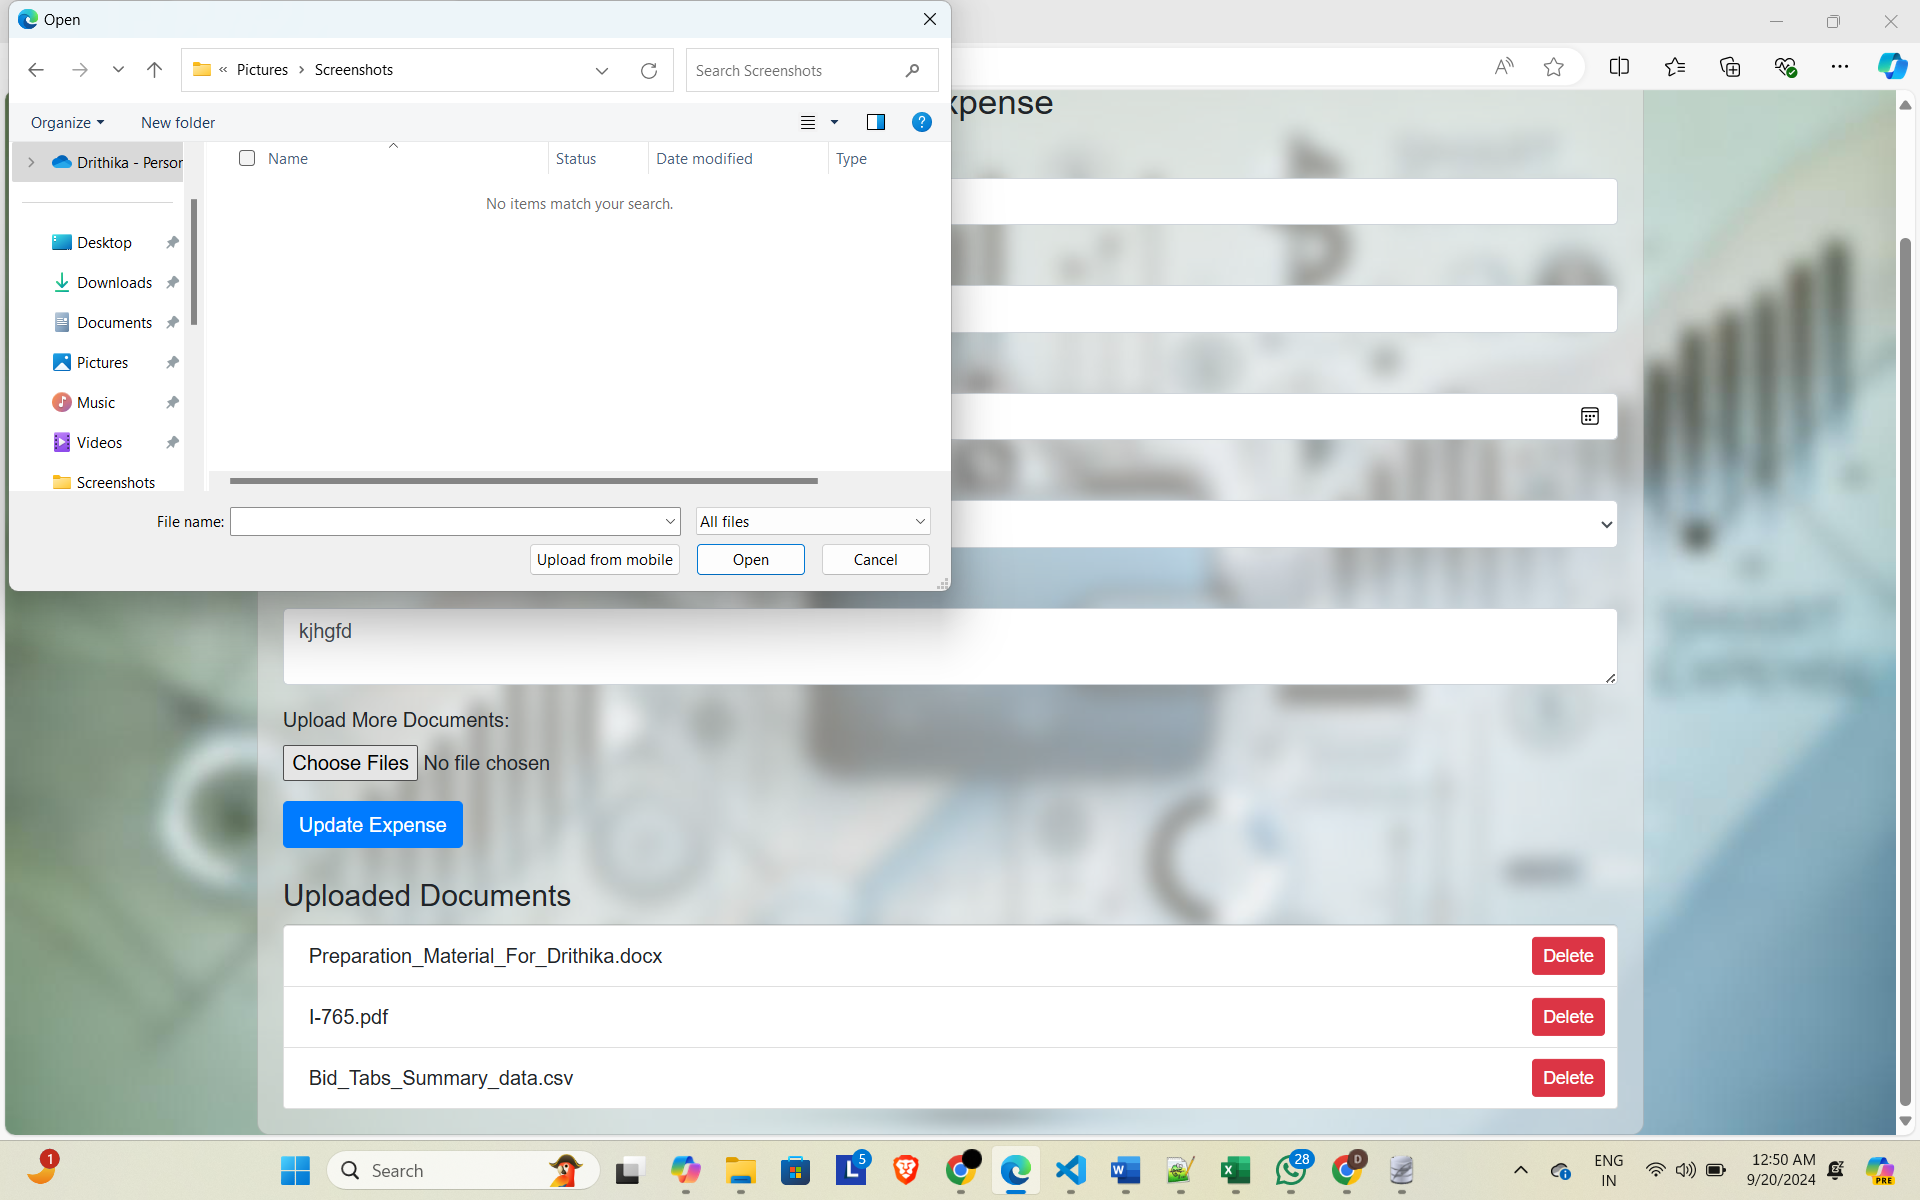 Open
« Pictures > Screenshots
Search Screenshots
Organize
New folder
Name
Status
Date modified
Type
Drithika - Persor
No items match your search.
Desktop
Downloads
Documents
Pictures
Music
Videos
Screenshots
File name:
All files
Upload from mobile
Open
Cancel
xpense
kjhgfd
Upload More Documents:
Choose Files No file chosen
Update Expense
Uploaded Documents
Preparation_Material_For_Drithika.docx
Delete
I-765.pdf
Delete
Bid_Tabs_Summary_data.csv
Delete
1
Search
5
28
D
ENG
IN
12:50 AM
9/20/2024
PRE